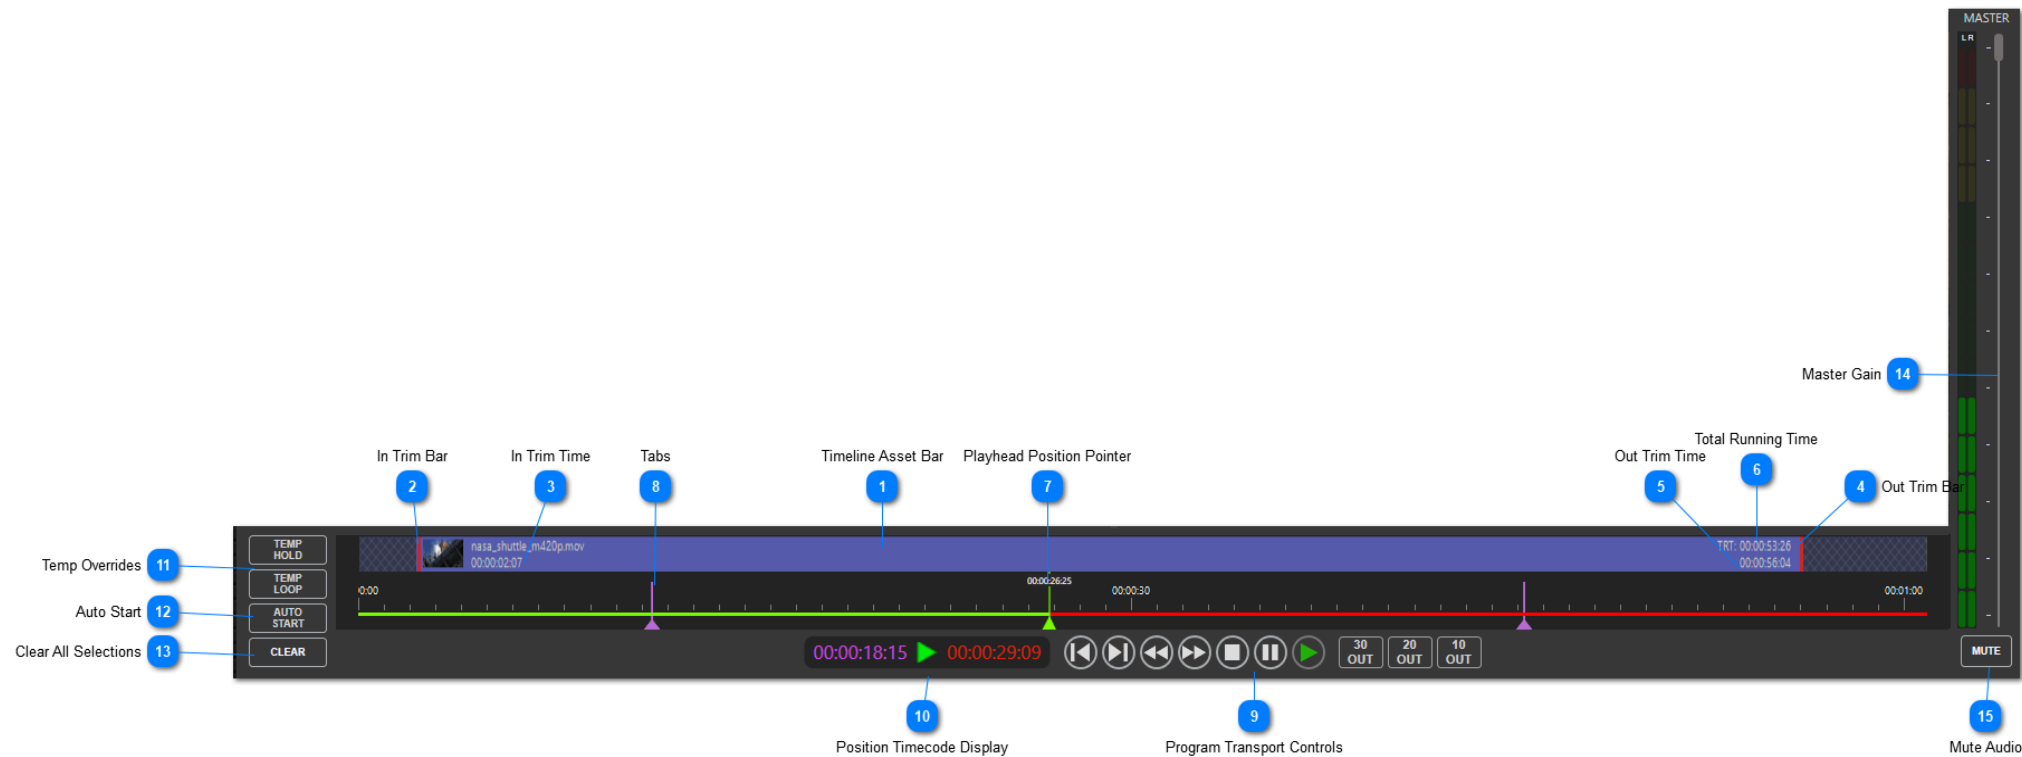 MASTER
L R
Master Gain
14
Total Running Time
In Trim Bar
In Trim Time
Tabs
Timeline Asset Bar
Playhead Position Pointer
Out Trim Time
6
2
3
8
1
7
5
4
Out Trim Bar
TEMP
HOLD
nasa_shuttle_m420p.mov
TRT: 00:00:53:26
00:00:02:07
00:00:56:04
Temp Overrides
11
TEMP
LOOP
00:00:26:25
0:00
00:00:30
00:01:00
Auto Start
12
AUTO
START
Clear All Selections
13
CLEAR
00:00:18:15
00:00:29:09
30
OUT
20
OUT
10
OUT
MUTE
10
9
15
Position Timecode Display
Program Transport Controls
Mute Audio